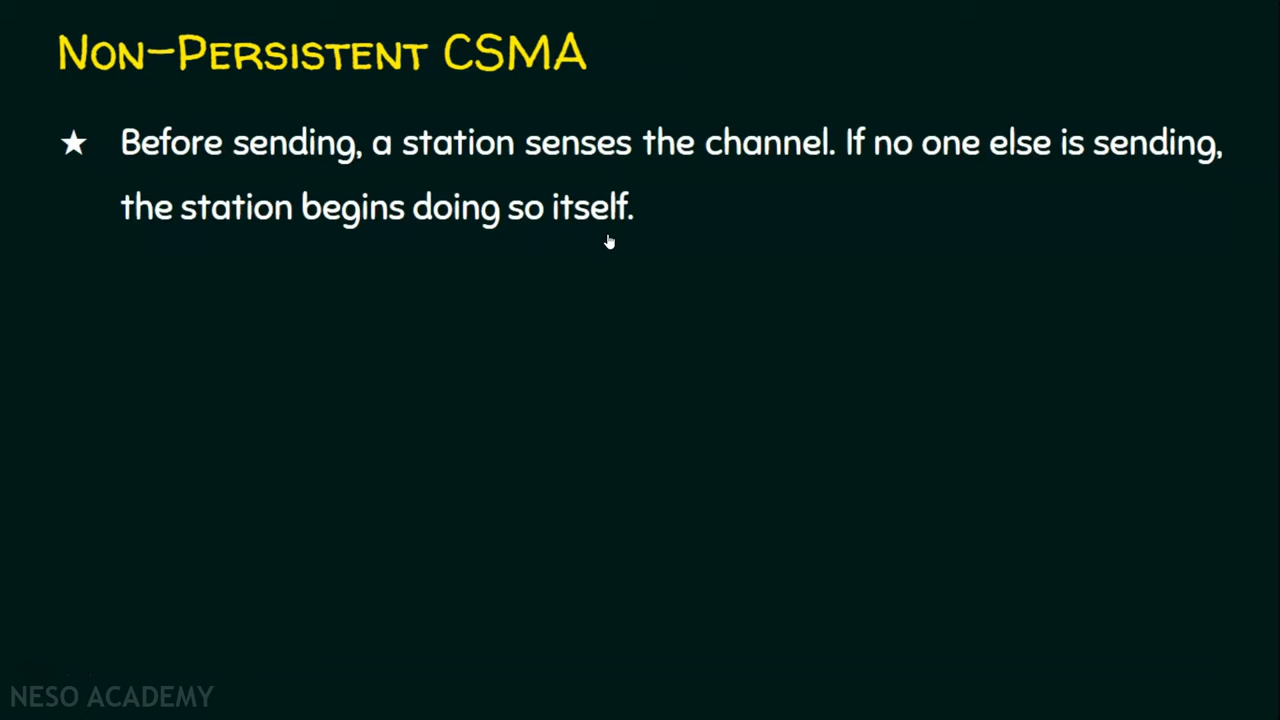 Non-Persistent CSMA
★ Before sending, a station senses the channel. If no one else is sending,
the station begins doing so itself.
NESO ACADEMY